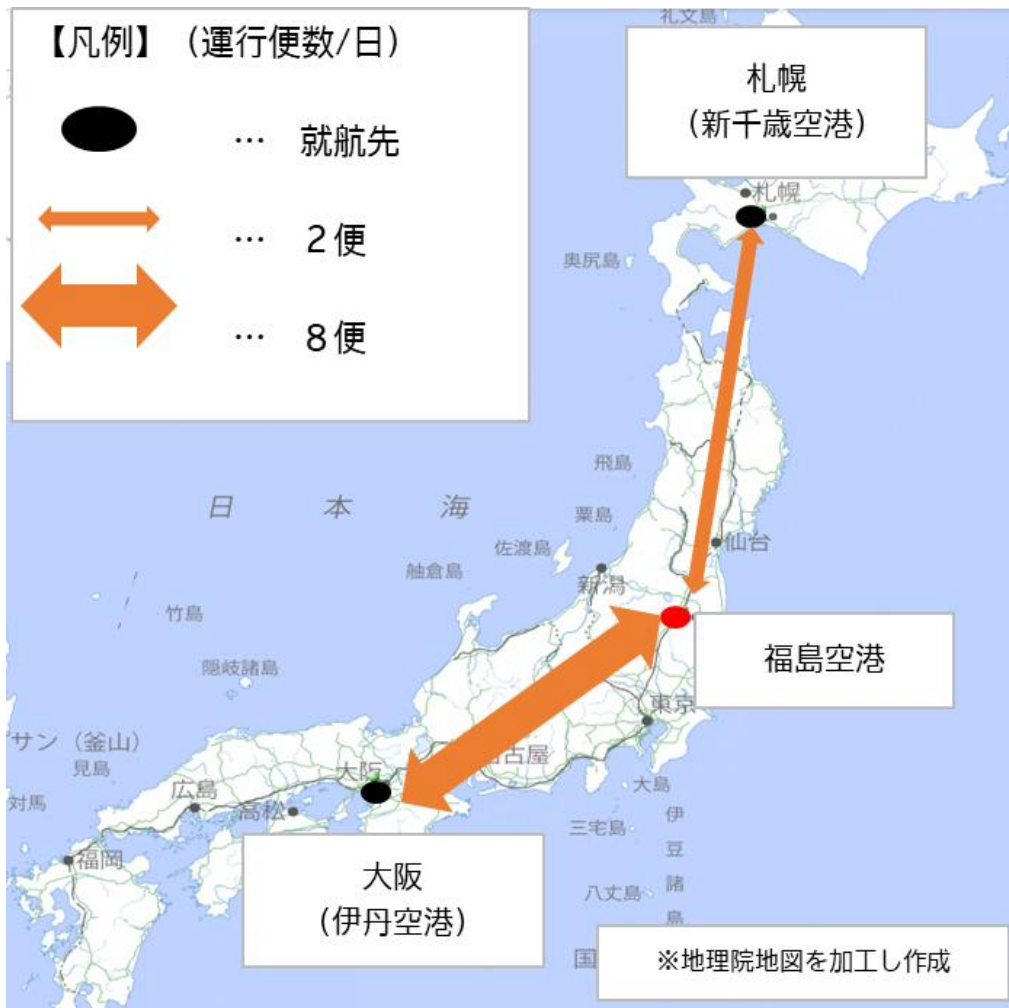 【凡例】（運行便数/日）
… 就航先
… ２便
… ８便
礼文島
札幌
（新千歳空港）
札幌
奥尻島
飛島
日 本 海
粟島
仙台
佐渡島
舳倉島
新潟
竹島
福島空港
隠岐諸島
東京
サン（釜山）
見島
古屋
大阪
大島
対馬
広島
高松
三宅島
伊豆諸島
福岡
八丈島
大阪
（伊丹空港）
国
※地理院地図を加工し作成